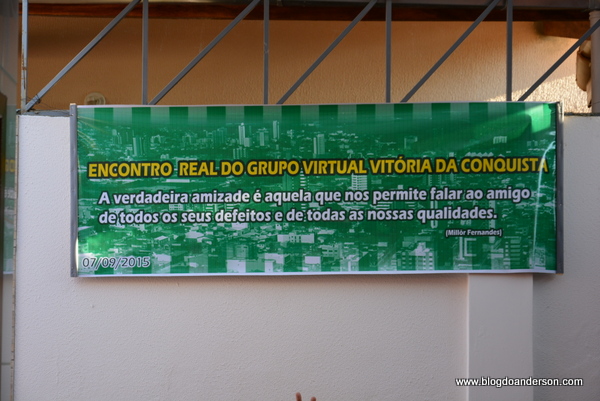 ENCONTRO REAL DO GRUPO VIRTUAL VITÓRIA DA CONQUISTA
A verdadeira amizade é aquela que nos permite falar ao amigo
de todos os seus defeitos e de todas as nossas qualidades.
(Millôr Fernandes)
07/09/2015
www.blogdoanderson.com